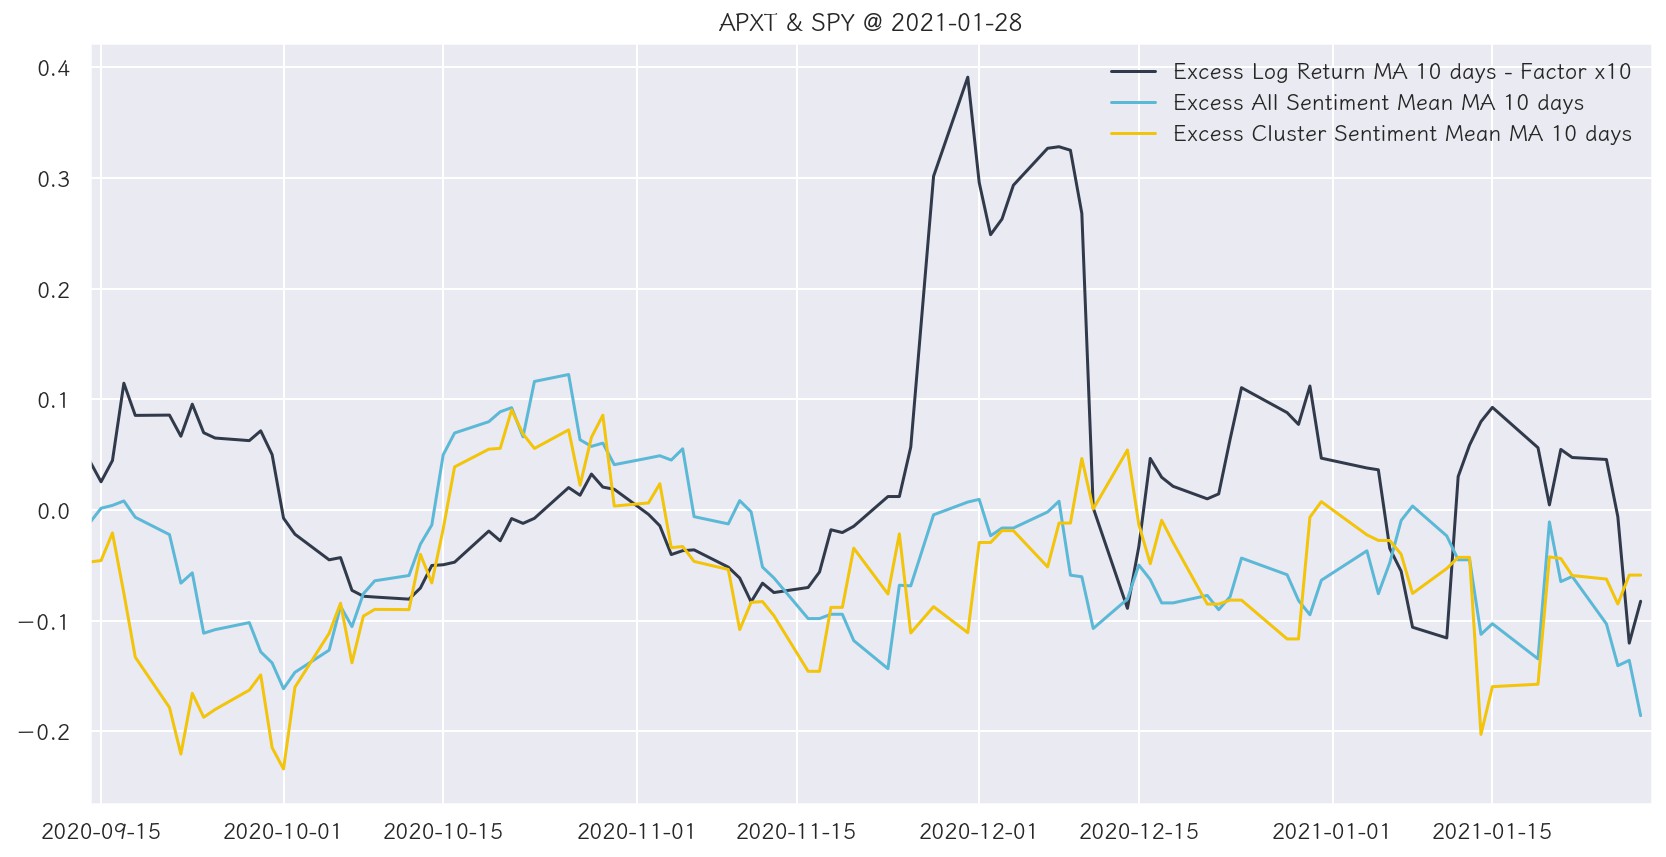 APXT & SPY @ 2021-01-28
Excess Log Return MA 10 days - Factor x10
Excess All Sentiment Mean MA 10 days
Excess Cluster Sentiment Mean MA 10 days
0.4
0.3
0.2
0.1
0.0
−0.1
−0.2
2020-09-15 2020-10-01 2020-10-15 2020-11-01 2020-11-15 2020-12-01 2020-12-15 2021-01-01 2021-01-15